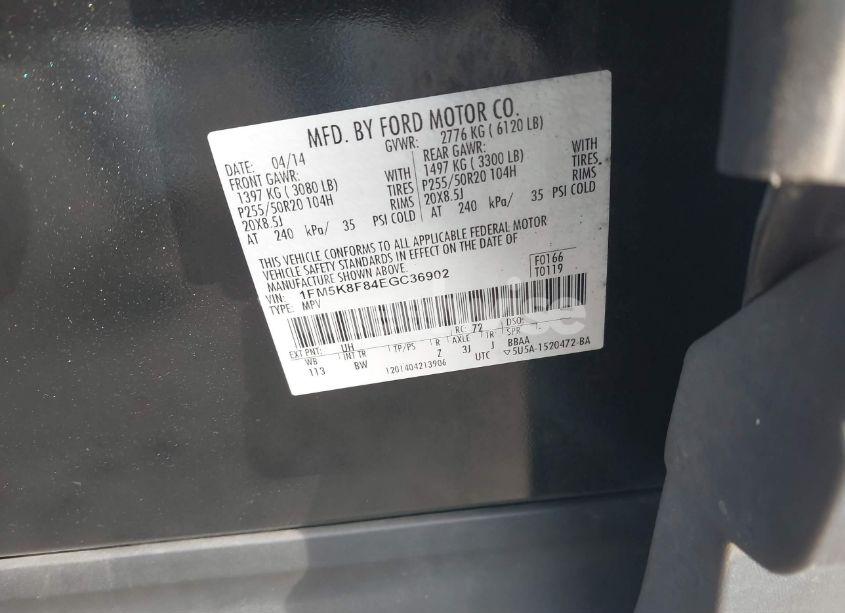 MFD. BY FORD MOTOR CO.
DATE: 04/14 GVWR: 2776 KG ( 6120 LB)
FRONT GAWR: REAR GAWR:
1397 KG ( 3080 LB) WITH 1497 KG ( 3300 LB) WITH
P255/50R20 104H TIRES P255/50R20 104H TIRES
20X8.5J RIMS 20X8.5J RIMS
AT 240 kPa/ 35 PSI COLD AT 240 kPa/ 35 PSI COLD
THIS VEHICLE CONFORMS TO ALL APPLICABLE FEDERAL MOTOR
VEHICLE SAFETY STANDARDS IN EFFECT ON THE DATE OF
MANUFACTURE SHOWN ABOVE.
VIN: 1FM5K8F84EGC36902 F0166
TYPE: MPV T0119
EXT PNT: UH RC: 72 DSO:
WB INT TR TP/PS R AXLE TR SPR
113 BW Z 3J J BBAA
1201404213906 UTC ▽5U5A-1520472-BA